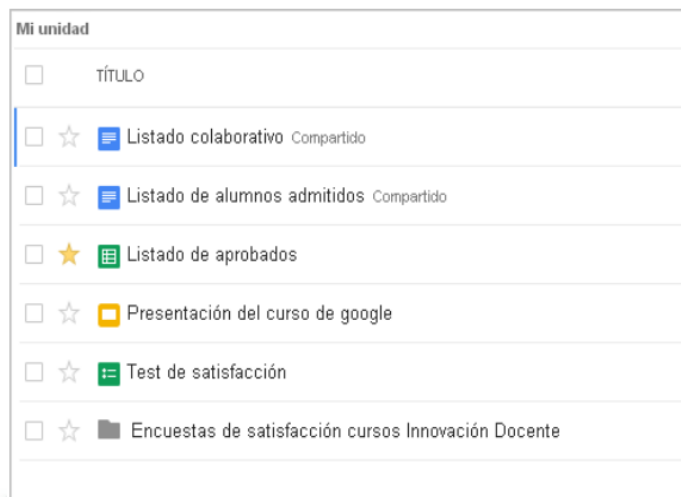 Mi unidad
TÍTULO
Listado colaborativo Compartido
Listado de alumnos admitidos Compartido
Listado de aprobados
Presentación del curso de google
Test de satisfacción
Encuestas de satisfacción cursos Innovación Docente